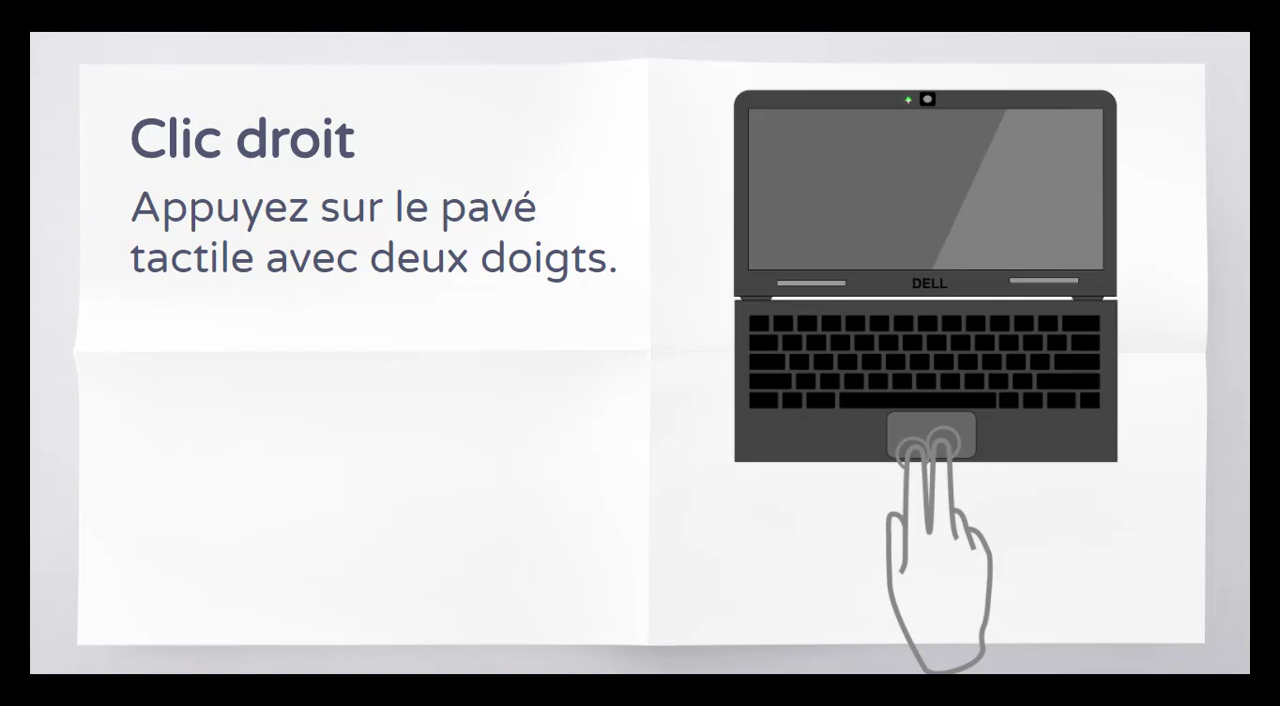 Clic droit
Appuyez sur le pavé
tactile avec deux doigts.
DELL